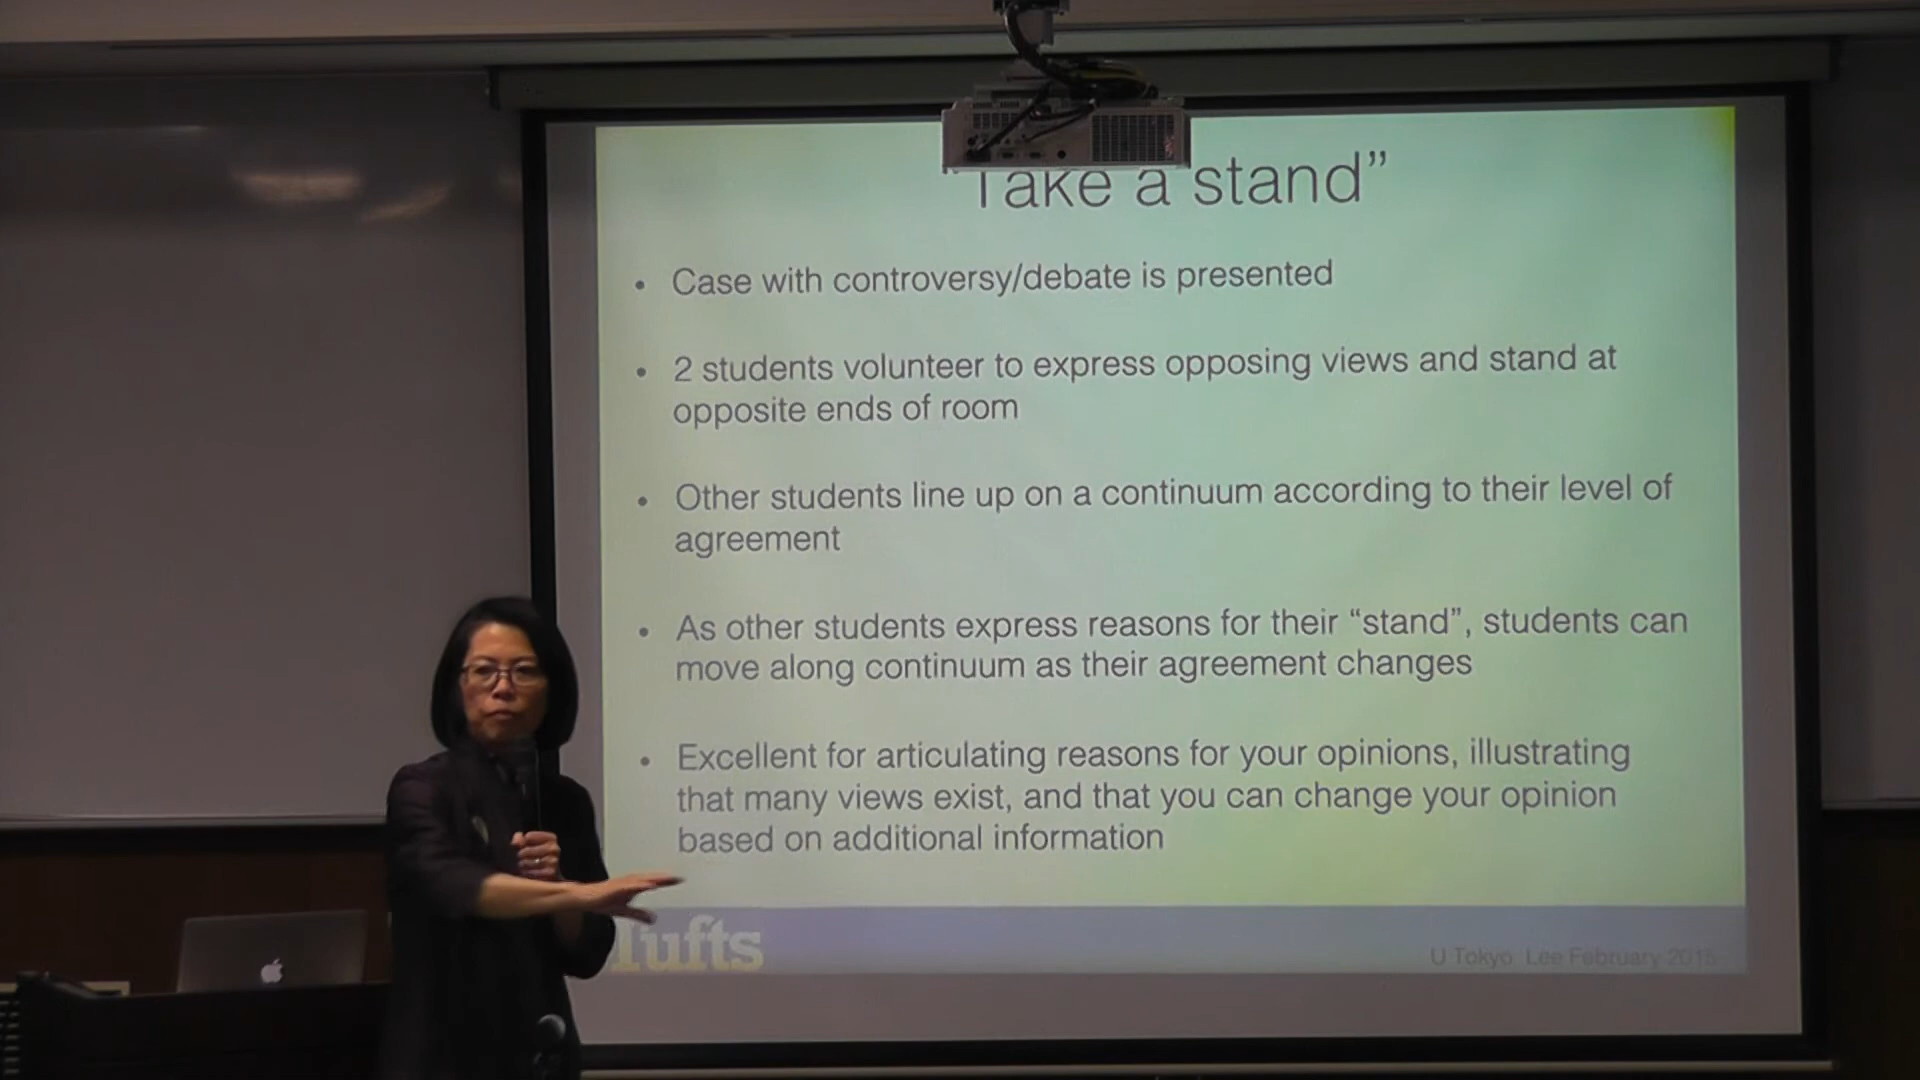 "Take a stand”
• Case with controversy/debate is presented
• 2 students volunteer to express opposing views and stand at
opposite ends of room
• Other students line up on a continuum according to their level of
agreement
• As other students express reasons for their “stand”, students can
move along continuum as their agreement changes
• Excellent for articulating reasons for your opinions, illustrating
that many views exist, and that you can change your opinion
based on additional information
Tufts
U Tokyo Lee February 2015